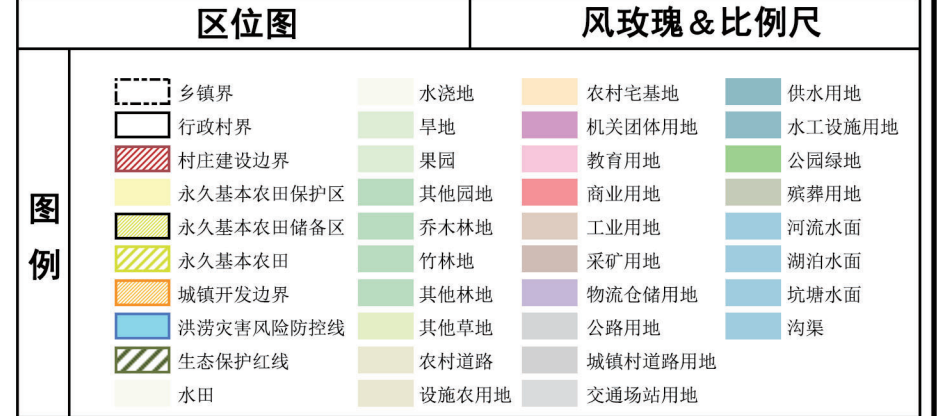 区位图
风玫瑰&比例尺
图例
乡镇界
行政村界
村庄建设边界
永久基本农田保护区
永久基本农田储备区
永久基本农田
城镇开发边界
洪涝灾害风险防控线
生态保护红线
水田
水浇地
旱地
果园
其他园地
乔木林地
竹林地
其他林地
其他草地
农村道路
设施农用地
农村宅基地
机关团体用地
教育用地
商业用地
工业用地
采矿用地
物流仓储用地
公路用地
城镇村道路用地
交通场站用地
供水用地
水工设施用地
公园绿地
殡葬用地
河流水面
湖泊水面
坑塘水面
沟渠